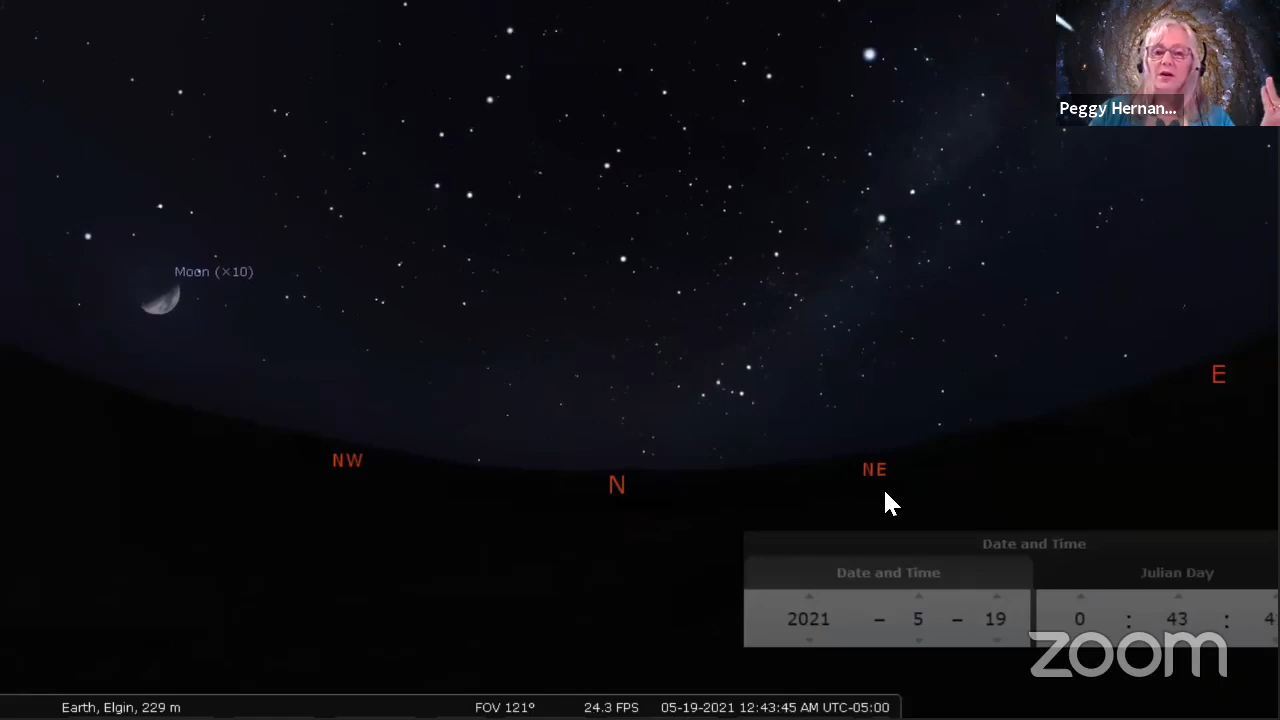 Peggy Hernan...
Moon (×10)
E
NW
NE
N
Date and Time
Date and Time
Julian Day
2021 – 5 – 19
0 : 43 : 4
zoom
Earth, Elgin, 229 m
FOV 121°
24.3 FPS
05-19-2021 12:43:45 AM UTC-05:00